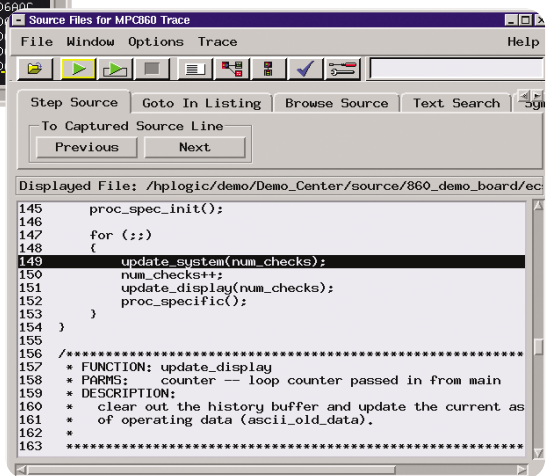 Source Files for MPC860 Trace
File Window Options Trace Help
Step Source Goto In Listing Browse Source Text Search
To Captured Source Line
Previous Next
Displayed File: /hplogic/demo/Demo_Center/source/860_demo_board/ec
145 proc_spec_init();
146
147 for (;;)
148 {
149 update_system(num_checks);
150 num_checks++;
151 update_display(num_checks);
152 proc_specific();
153 }
154 }
155
156 /**********************************************************
157 * FUNCTION: update_display
158 * PARMS: counter -- loop counter passed in from main
159 * DESCRIPTION:
160 * clear out the history buffer and update the current as
161 * of operating data (ascii_old_data).
162 *
163 **********************************************************